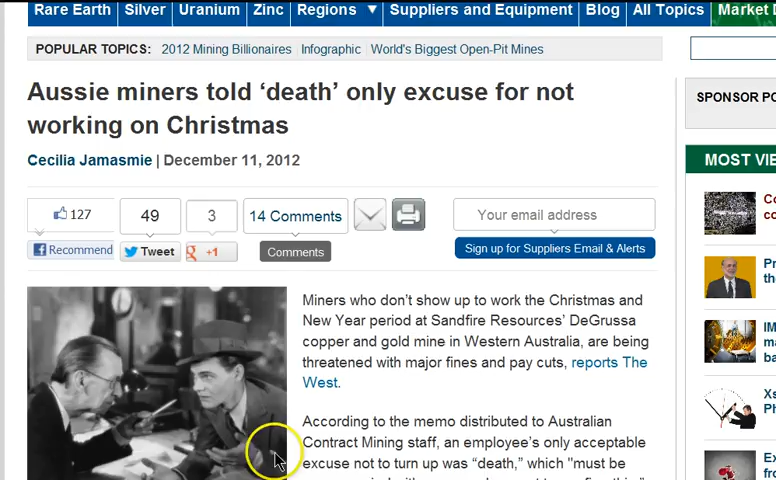 Rare Earth Silver Uranium Zinc Regions Suppliers and Equipment Blog All Topics Market
POPULAR TOPICS: 2012 Mining Billionaires Infographic World's Biggest Open-Pit Mines
Aussie miners told ‘death’ only excuse for not
working on Christmas
SPONSOR
Cecilia Jamasmie | December 11, 2012
MOST
127 49 3 14 Comments Your email address
Recommend Tweet +1 Comments Sign up for Suppliers Email & Alerts
Miners who don’t show up to work the Christmas and
New Year period at Sandfire Resources’ DeGrussa
copper and gold mine in Western Australia, are being
threatened with major fines and pay cuts, reports The
West.
According to the memo distributed to Australian
Contract Mining staff, an employee’s only acceptable
excuse not to turn up was “death,” which "must be